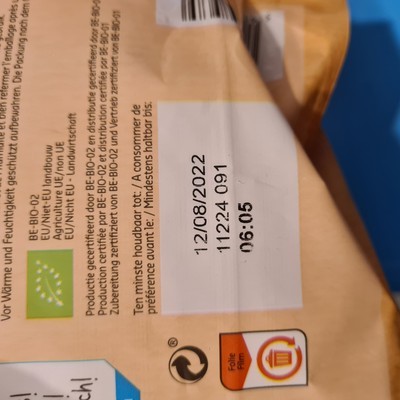 Vor Wärme und Feuchtigkeit geschützt aufbewahren. Die Packung nach dem
BE-BIO-02
EU/Niet-EU landbouw
Agriculture UE/non UE
EU/Nicht EU - Landwirtschaft
Productie gecertifieerd door BE-BIO-02 en distributie gecertifieerd door BE-BIO-01
Production certifiée par BE-BIO-02 et distribution certifiée par BE-BIO-01
Zubereitung zertifiziert von BE-BIO-02 und Vertrieb zertifiziert von BE-BIO-01
Ten minste houdbaar tot: / A consommer de
préférence avant le: / Mindestens haltbar bis:
12/08/2022
11224 091
06:05
®
Folie
Film